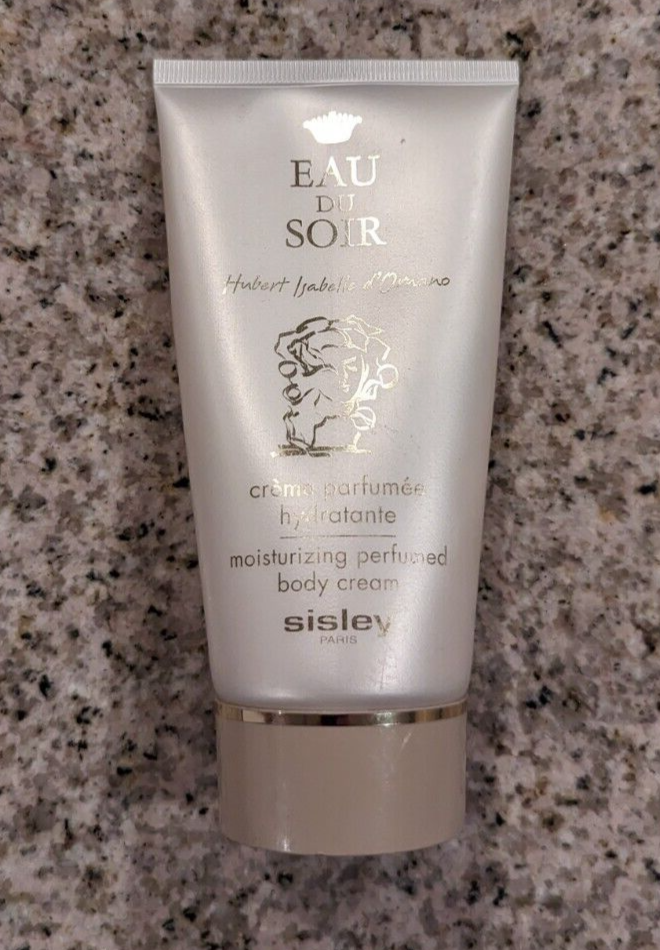 EAU
DU
SOIR
Hubert Isabelle d'Ornano
crème parfumée
hydratante
moisturizing perfumed
body cream
sisley
PARIS